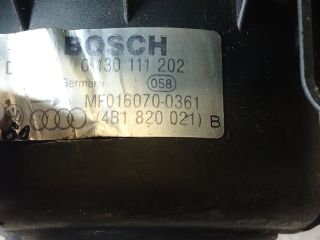 BOSCH
D 0 130 111 202
Germany 058
MF016070-0361
(4B1 820 021) B